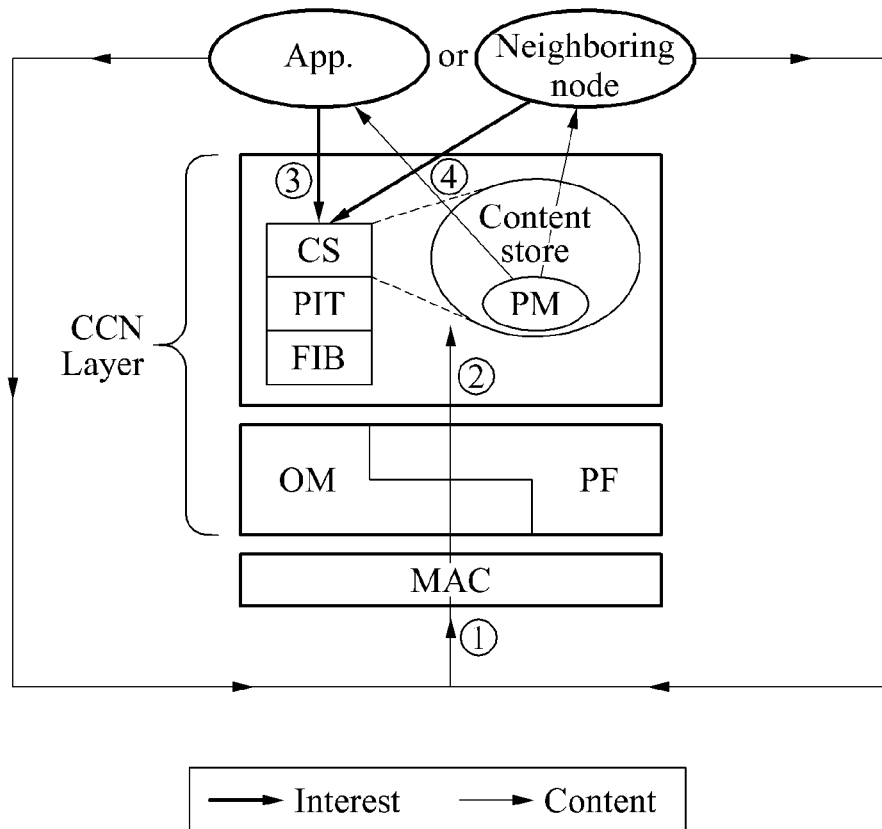 App.
or
Neighboring
node
③
④
Content
store
CS
PIT
FIB
PM
CCN
Layer
②
OM
PF
MAC
①
Interest
Content